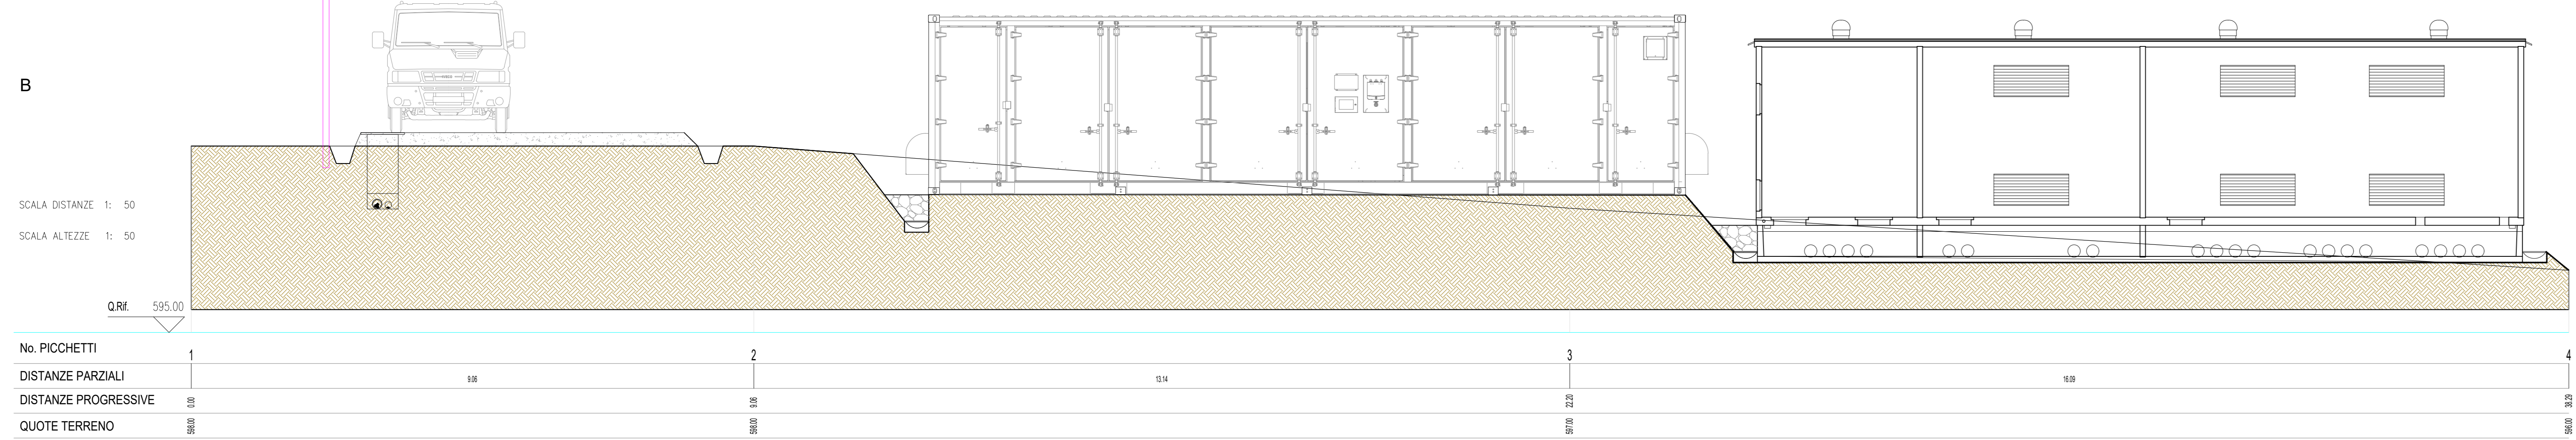 B
SCALA DISTANZE 1: 50
SCALA ALTEZZE 1: 50
Q.Rif. 595.00
No. PICCHETTI 1 2 3 4
DISTANZE PARZIALI 9.06 13.14 16.09
DISTANZE PROGRESSIVE 0.00 9.06 22.20 38.29
QUOTE TERRENO 598.00 598.00 597.00 596.00